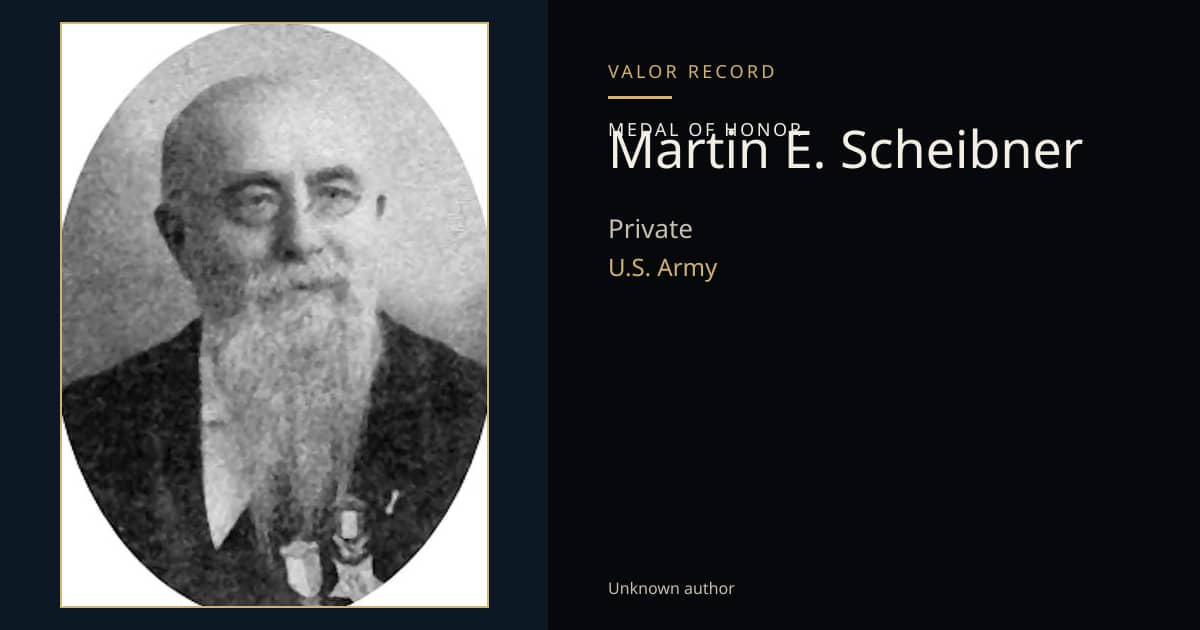 VALOR RECORD
MEDAL OF HONOR
Martin E. Scheibner
Private
U.S. Army
Unknown author